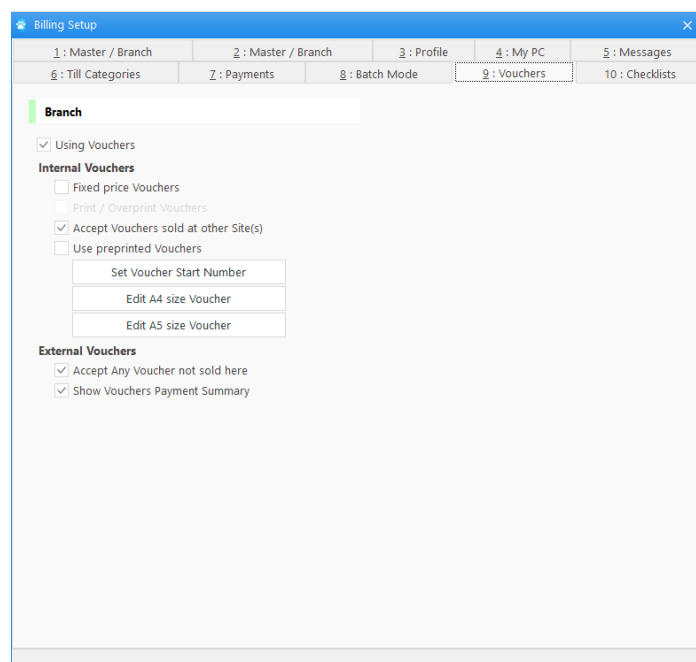 Billing Setup
1 : Master / Branch 2 : Master / Branch 3 : Profile 4 : My PC 5 : Messages
6 : Till Categories 7 : Payments 8 : Batch Mode 9 : Vouchers 10 : Checklists
Branch
Using Vouchers
Internal Vouchers
Fixed price Vouchers
Print / Overprint Vouchers
Accept Vouchers sold at other Site(s)
Use preprinted Vouchers
Set Voucher Start Number
Edit A4 size Voucher
Edit A5 size Voucher
External Vouchers
Accept Any Voucher not sold here
Show Vouchers Payment Summary